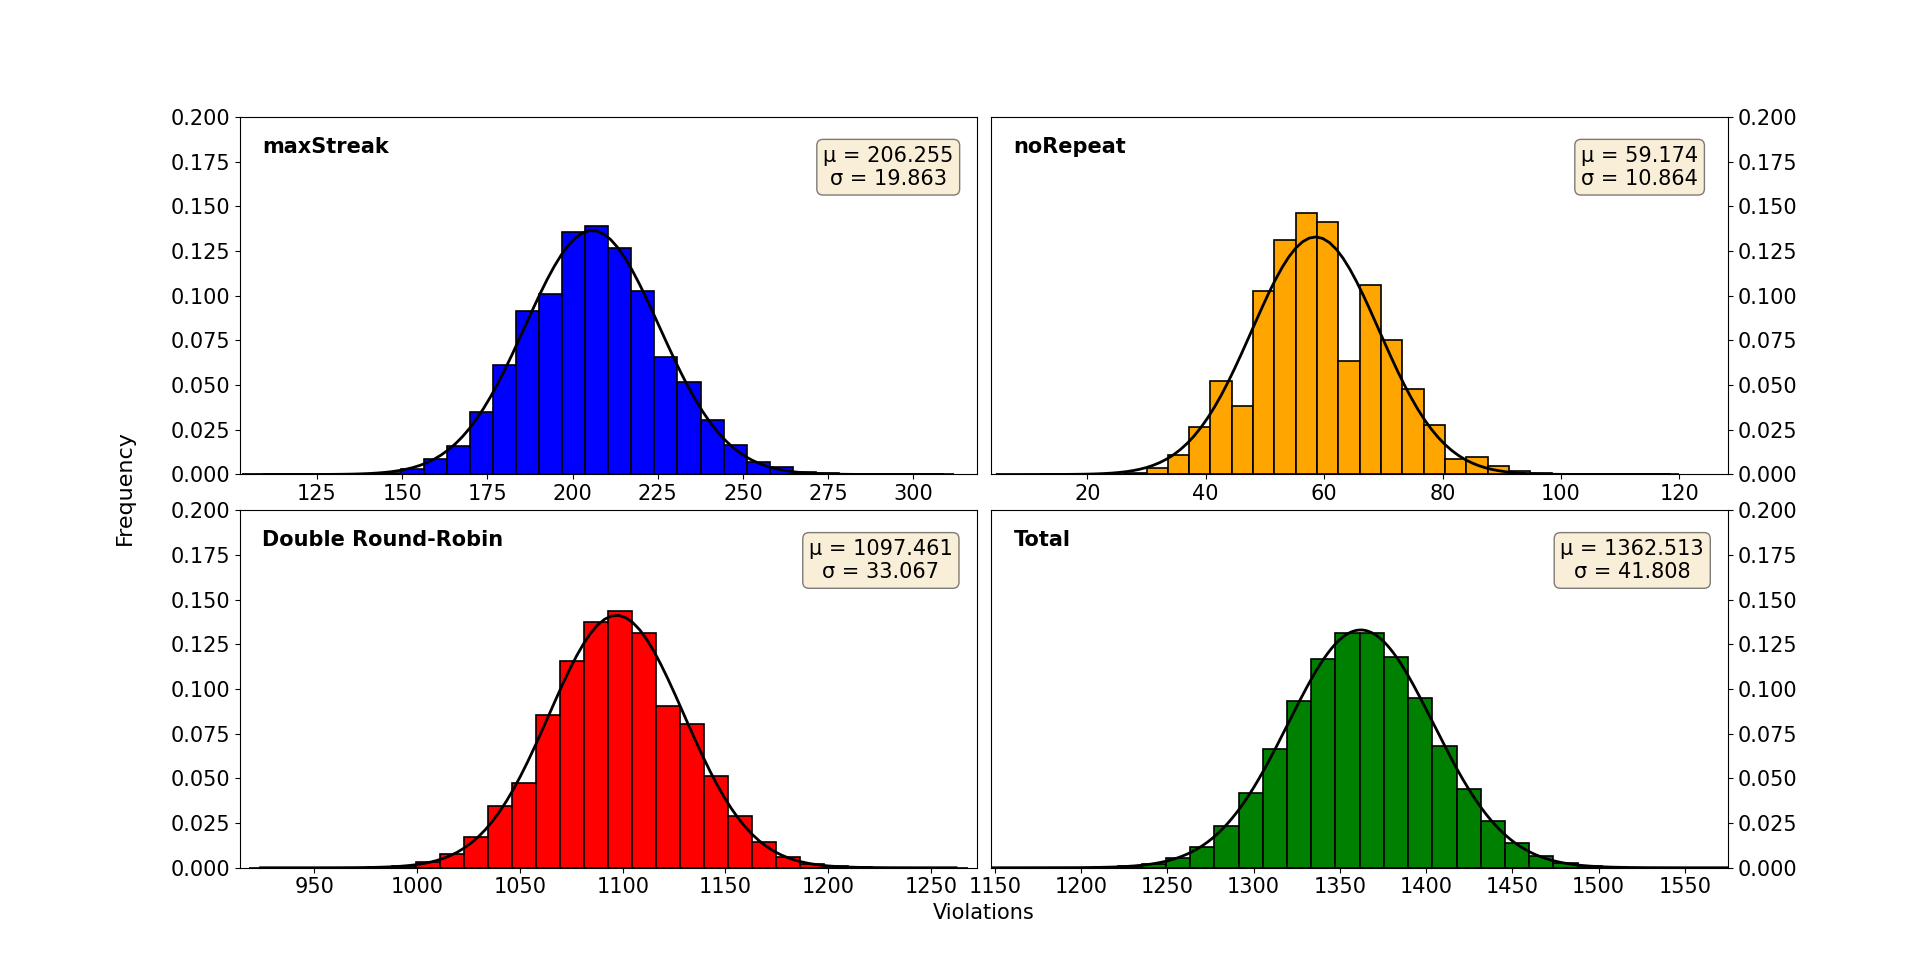 maxStreak
μ = 206.255
σ = 19.863
0.200
0.175
0.150
0.125
0.100
0.075
0.050
0.025
0.000
125 150 175 200 225 250 275 300
noRepeat
μ = 59.174
σ = 10.864
0.200
0.175
0.150
0.125
0.100
0.075
0.050
0.025
0.000
20 40 60 80 100 120
Frequency
Double Round-Robin
μ = 1097.461
σ = 33.067
0.200
0.175
0.150
0.125
0.100
0.075
0.050
0.025
0.000
950 1000 1050 1100 1150 1200 1250
Total
μ = 1362.513
σ = 41.808
0.200
0.175
0.150
0.125
0.100
0.075
0.050
0.025
0.000
1150 1200 1250 1300 1350 1400 1450 1500 1550
Violations